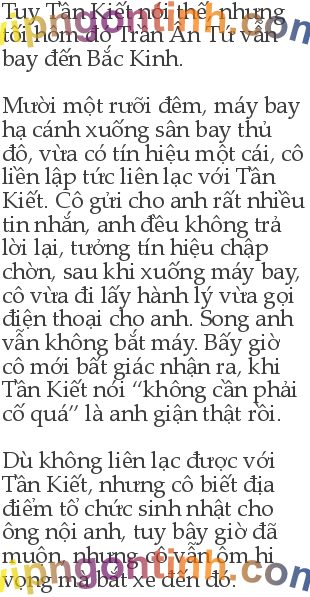 Tuy Tần Kiết nói thế, nhưng
tối hôm đó Trần Ân Tứ vẫn
bay đến Bắc Kinh.
Mười một rưỡi đêm, máy bay
hạ cánh xuống sân bay thủ
đô, vừa có tín hiệu một cái, cô
liền lập tức liên lạc với Tần
Kiết. Cô gửi cho anh rất nhiều
tin nhắn, anh đều không trả
lời lại, tưởng tín hiệu chập
chờn, sau khi xuống máy bay,
cô vừa đi lấy hành lý vừa gọi
điện thoại cho anh. Song anh
vẫn không bắt máy. Bấy giờ
cô mới bất giác nhận ra, khi
Tần Kiết nói “không cần phải
cố quá” là anh giận thật rồi.
Dù không liên lạc được với
Tần Kiết, nhưng cô biết địa
điểm tổ chức sinh nhật cho
ông nội anh, tuy bây giờ đã
muộn, nhưng cô vẫn ôm hi
vọng mà bắt xe đến đó.
vipngontinh.com
vipngontinh.com